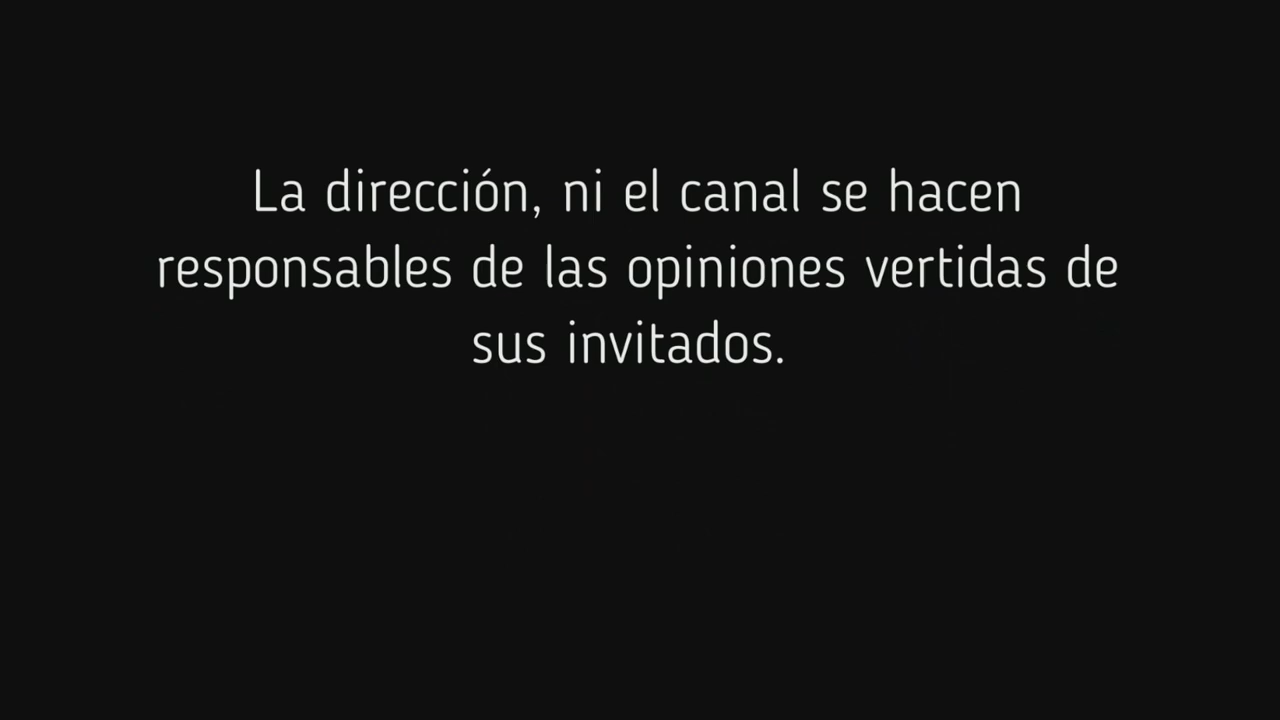 La dirección, ni el canal se hacen
responsables de las opiniones vertidas de
sus invitados.